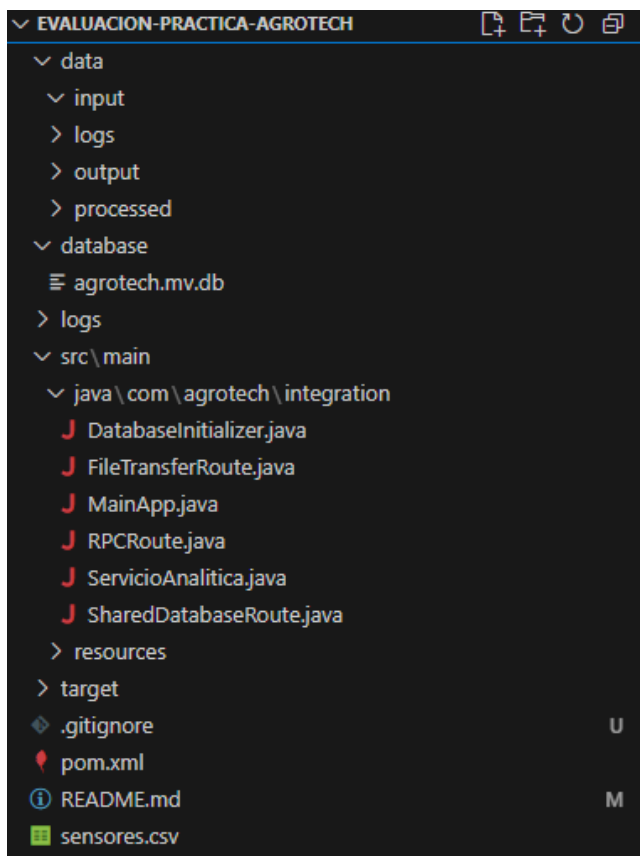 EVALUACION-PRACTICA-AGROTECH
data
input
logs
output
processed
database
agrotech.mv.db
logs
src\main
java\com\agrotech\integration
DatabaseInitializer.java
FileTransferRoute.java
MainApp.java
RPCRoute.java
ServicioAnalitica.java
SharedDatabaseRoute.java
resources
target
.gitignore U
pom.xml
README.md M
sensores.csv